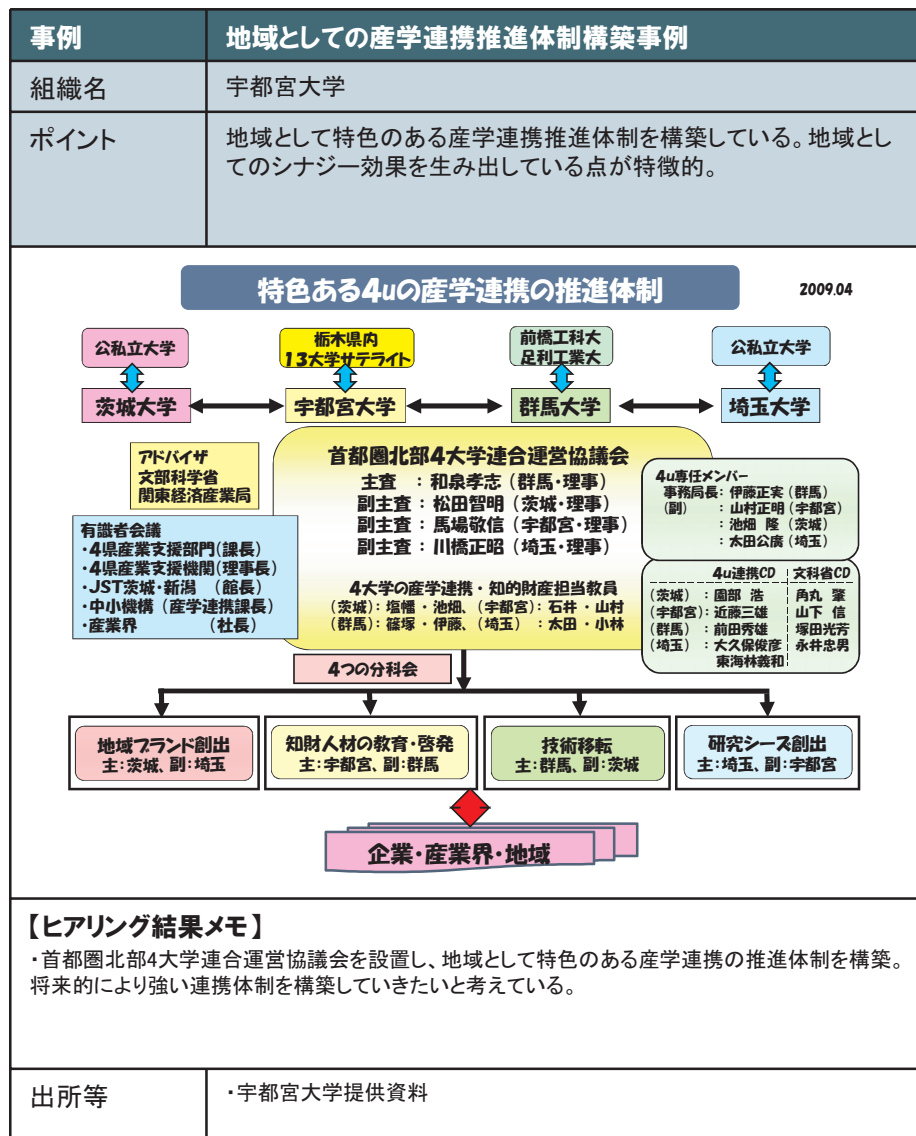 事例 地域としての産学連携推進体制構築事例
組織名 宇都宮大学
ポイント 地域として特色のある産学連携推進体制を構築している。地域とし
てのシナジー効果を生み出している点が特徴的。
特色ある4uの産学連携の推進体制
2009.04
公私立大学
栃木県内
13大学サテライト
前橋工科大
足利工業大
公私立大学
茨城大学
宇都宮大学
群馬大学
埼玉大学
アドバイザ
文部科学省
関東経済産業局
有識者会議
・4県産業支援部門(課長)
・4県産業支援機関(理事長)
・JST茨城・新潟 (館長)
・中小機構 (産学連携課長)
・産業界 (社長)
首都圏北部4大学連合運営協議会
主査 :和泉孝志(群馬・理事)
副主査:松田智明(茨城・理事)
副主査:馬場敬信(宇都宮・理事)
副主査:川橋正昭(埼玉・理事)
4大学の産学連携・知的財産担当教員
(茨城):塩幡・池畑、(宇都宮):石井・山村
(群馬):篠塚・伊藤、(埼玉) :太田・小林
4u専任メンバー
事務局長:伊藤正実(群馬)
(副) :山村正明(宇都宮)
:池畑 隆(茨城)
:太田公廣(埼玉)
4u連携CD 文科省CD
(茨城) :園部 浩 角丸 肇
(宇都宮):近藤三雄 山下 信
(群馬) :前田秀雄 塚田光芳
(埼玉) :大久保俊彦 永井忠男
東海林義和
4つの分科会
地域ブランド創出
主:茨城、副:埼玉
知財人材の教育・啓発
主:宇都宮、副:群馬
技術移転
主:群馬、副:茨城
研究シーズ創出
主:埼玉、副:宇都宮
企業・産業界・地域
【ヒアリング結果メモ】
・首都圏北部4大学連合運営協議会を設置し、地域として特色のある産学連携の推進体制を構築。
将来的により強い連携体制を構築していきたいと考えている。
出所等 ・宇都宮大学提供資料